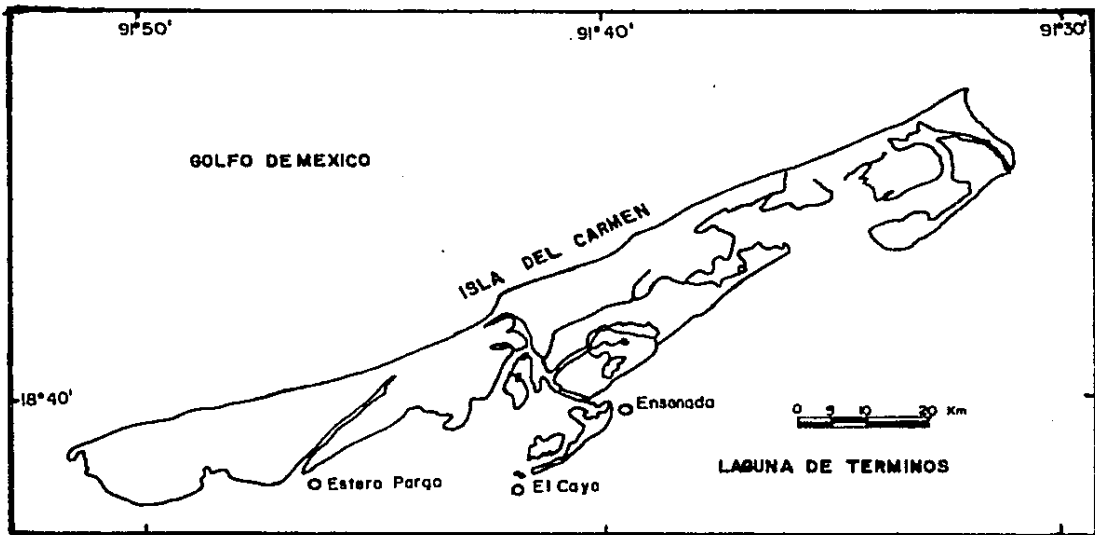 91°50' 91°40' 91°30'
GOLFO DE MEXICO
ISLA DEL CARMEN
18°40'
Ensenada
0 5 10 20 Km
LAGUNA DE TERMINOS
Estero Pargo
El Cayo